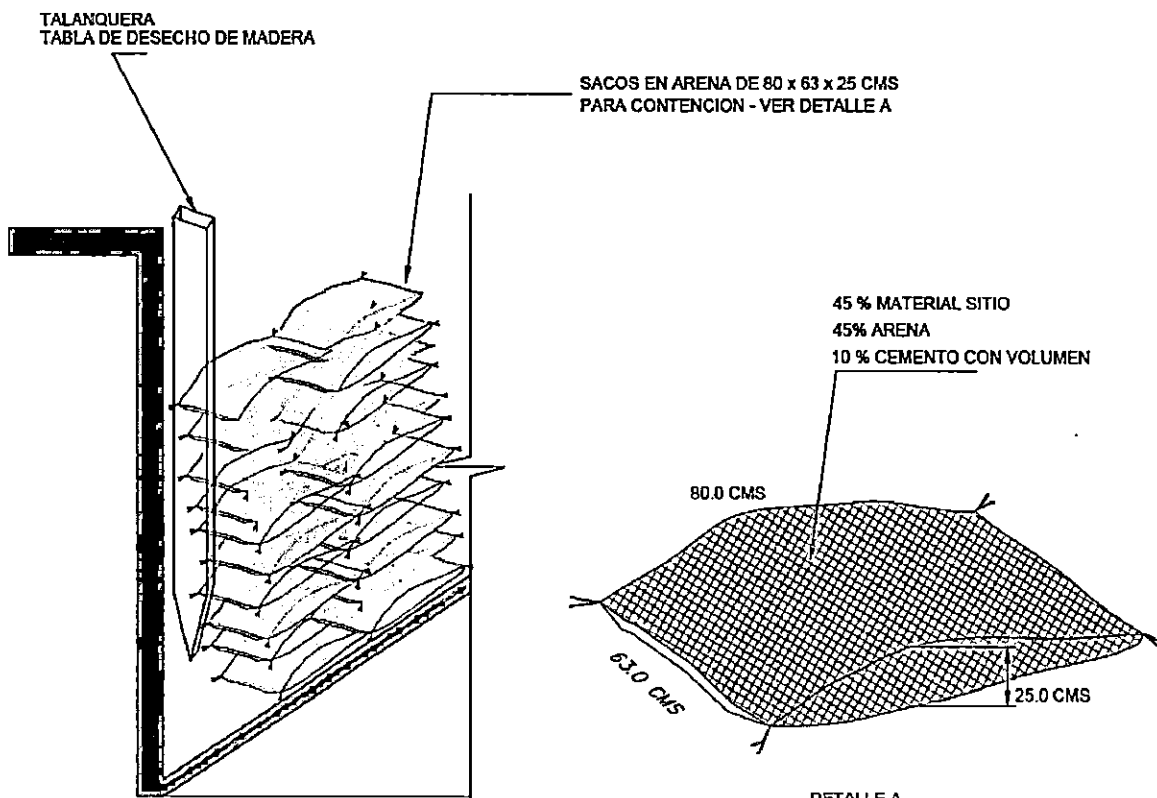 TALANQUERA
TABLA DE DESECHO DE MADERA
SACOS EN ARENA DE 80 x 63 x 25 CMS
PARA CONTENCION - VER DETALLE A
45 % MATERIAL SITIO
45% ARENA
10 % CEMENTO CON VOLUMEN
80.0 CMS
63.0 CMS
25.0 CMS
DETALLE A